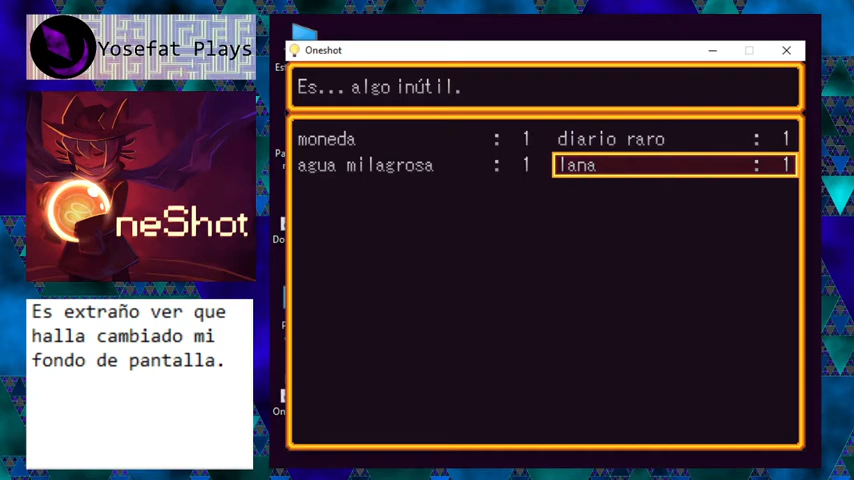 Yosefat Plays
Oneshot
Es... algo inútil.
moneda : 1 diario raro : 1
agua milagrosa : 1 lana : 1
neShot
Es extraño ver que
halla cambiado mi
fondo de pantalla.